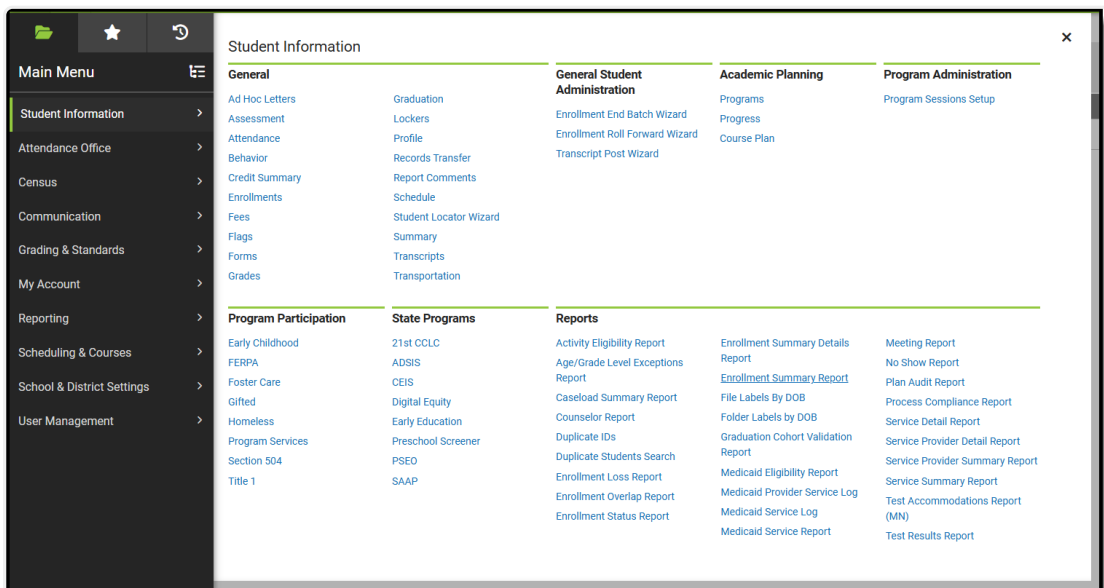 Main Menu
Student Information
Attendance Office
Census
Communication
Grading & Standards
My Account
Reporting
Scheduling & Courses
School & District Settings
User Management
Student Information
General
Ad Hoc Letters
Assessment
Attendance
Behavior
Credit Summary
Enrollments
Fees
Flags
Forms
Grades
Graduation
Lockers
Profile
Records Transfer
Report Comments
Schedule
Student Locator Wizard
Summary
Transcripts
Transportation
General Student
Administration
Enrollment End Batch Wizard
Enrollment Roll Forward Wizard
Transcript Post Wizard
Academic Planning
Programs
Progress
Course Plan
Program Administration
Program Sessions Setup
Program Participation
Early Childhood
FERPA
Foster Care
Gifted
Homeless
Program Services
Section 504
Title 1
State Programs
21st CCLC
ADSIS
CEIS
Digital Equity
Early Education
Preschool Screener
PSEO
SAAP
Reports
Activity Eligibility Report
Age/Grade Level Exceptions
Report
Caseload Summary Report
Counselor Report
Duplicate IDs
Duplicate Students Search
Enrollment Loss Report
Enrollment Overlap Report
Enrollment Status Report
Enrollment Summary Details
Report
Enrollment Summary Report
File Labels By DOB
Folder Labels by DOB
Graduation Cohort Validation
Report
Medicaid Eligibility Report
Medicaid Provider Service Log
Medicaid Service Log
Medicaid Service Report
Meeting Report
No Show Report
Plan Audit Report
Process Compliance Report
Service Detail Report
Service Provider Detail Report
Service Provider Summary Report
Service Summary Report
Test Accommodations Report
(MN)
Test Results Report